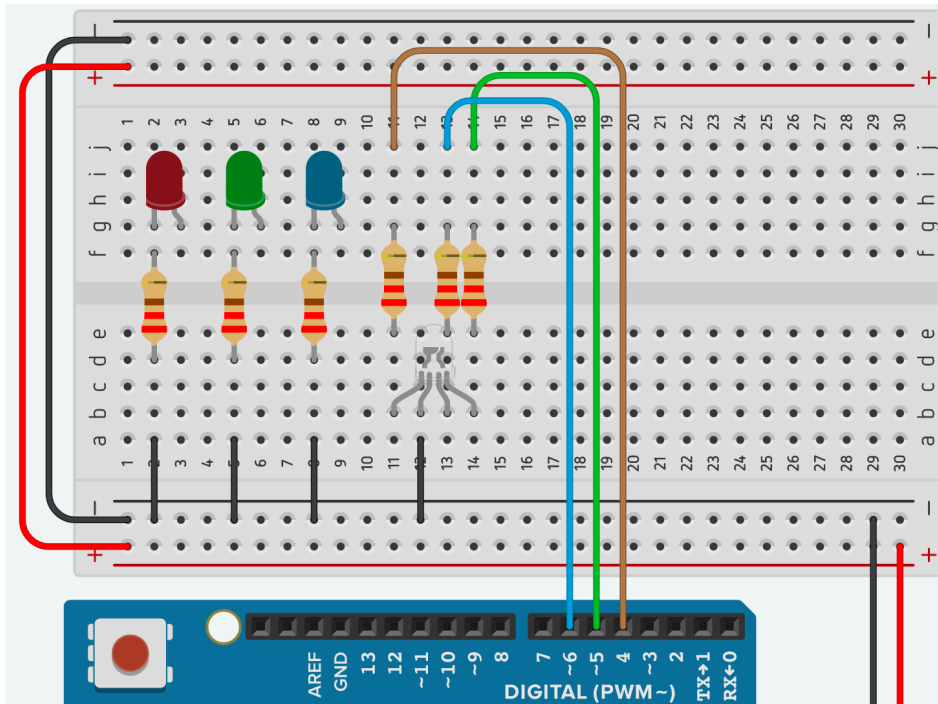 − −
+ +
1 2 3 4 5 6 7 8 9 10 11 12 13 14 15 16 17 18 19 20 21 22 23 24 25 26 27 28 29 30
j j
i i
h h
g g
f f
e e
d d
c c
b b
a a
1 2 3 4 5 6 7 8 9 10 11 12 13 14 15 16 17 18 19 20 21 22 23 24 25 26 27 28 29 30
− −
+ +
AREF GND 13 12 ~11 ~10 ~9 8 7 ~6 ~5 4 ~3 2 TX→1 RX←0
DIGITAL (PWM~)